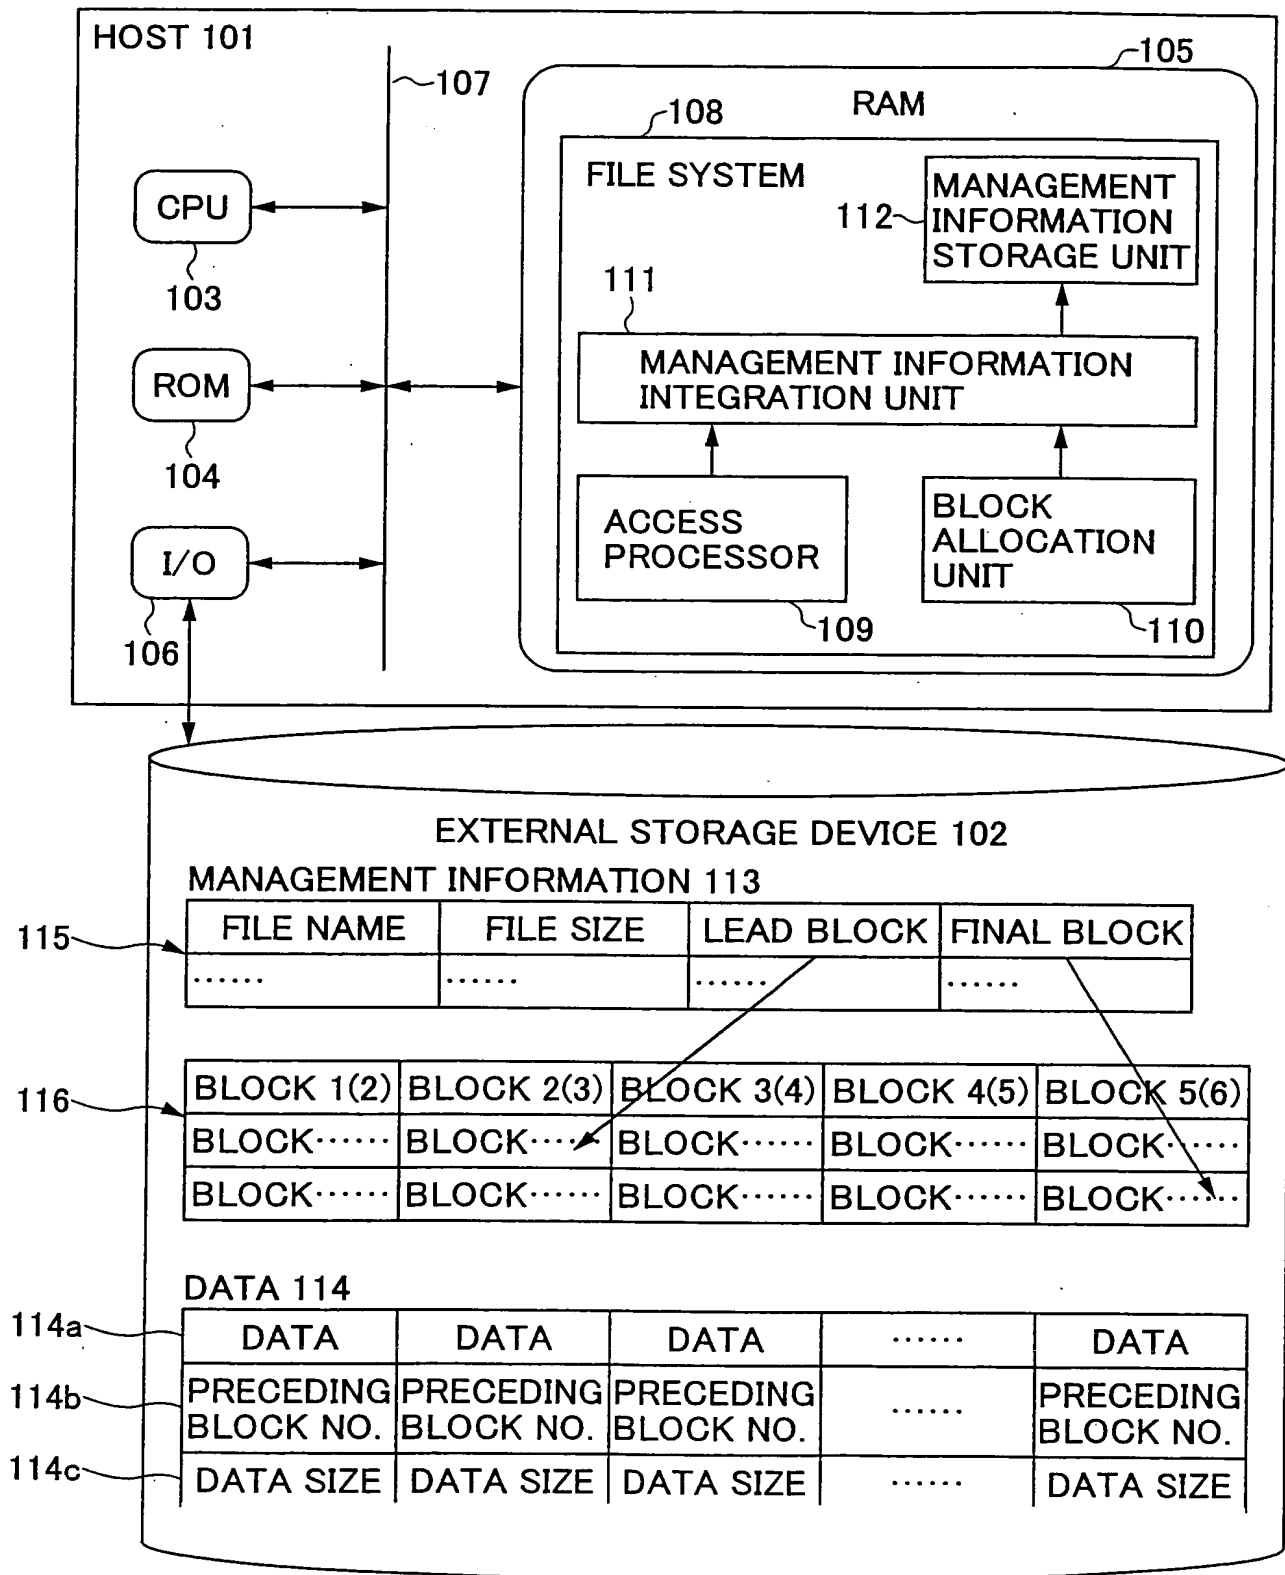 HOST 101
107
105
RAM
108
FILE SYSTEM
MANAGEMENT
INFORMATION
STORAGE UNIT
112
CPU
103
111
MANAGEMENT INFORMATION
INTEGRATION UNIT
ROM
104
ACCESS
PROCESSOR
109
BLOCK
ALLOCATION
UNIT
110
I/O
106
EXTERNAL STORAGE DEVICE 102
MANAGEMENT INFORMATION 113
115
FILE NAME FILE SIZE LEAD BLOCK FINAL BLOCK
...... ...... ...... ......
116
BLOCK 1(2) BLOCK 2(3) BLOCK 3(4) BLOCK 4(5) BLOCK 5(6)
BLOCK...... BLOCK...... BLOCK...... BLOCK...... BLOCK......
BLOCK...... BLOCK...... BLOCK...... BLOCK...... BLOCK......
DATA 114
114a
DATA DATA DATA ...... DATA
114b
PRECEDING PRECEDING PRECEDING ...... PRECEDING
BLOCK NO. BLOCK NO. BLOCK NO. BLOCK NO.
114c
DATA SIZE DATA SIZE DATA SIZE ...... DATA SIZE